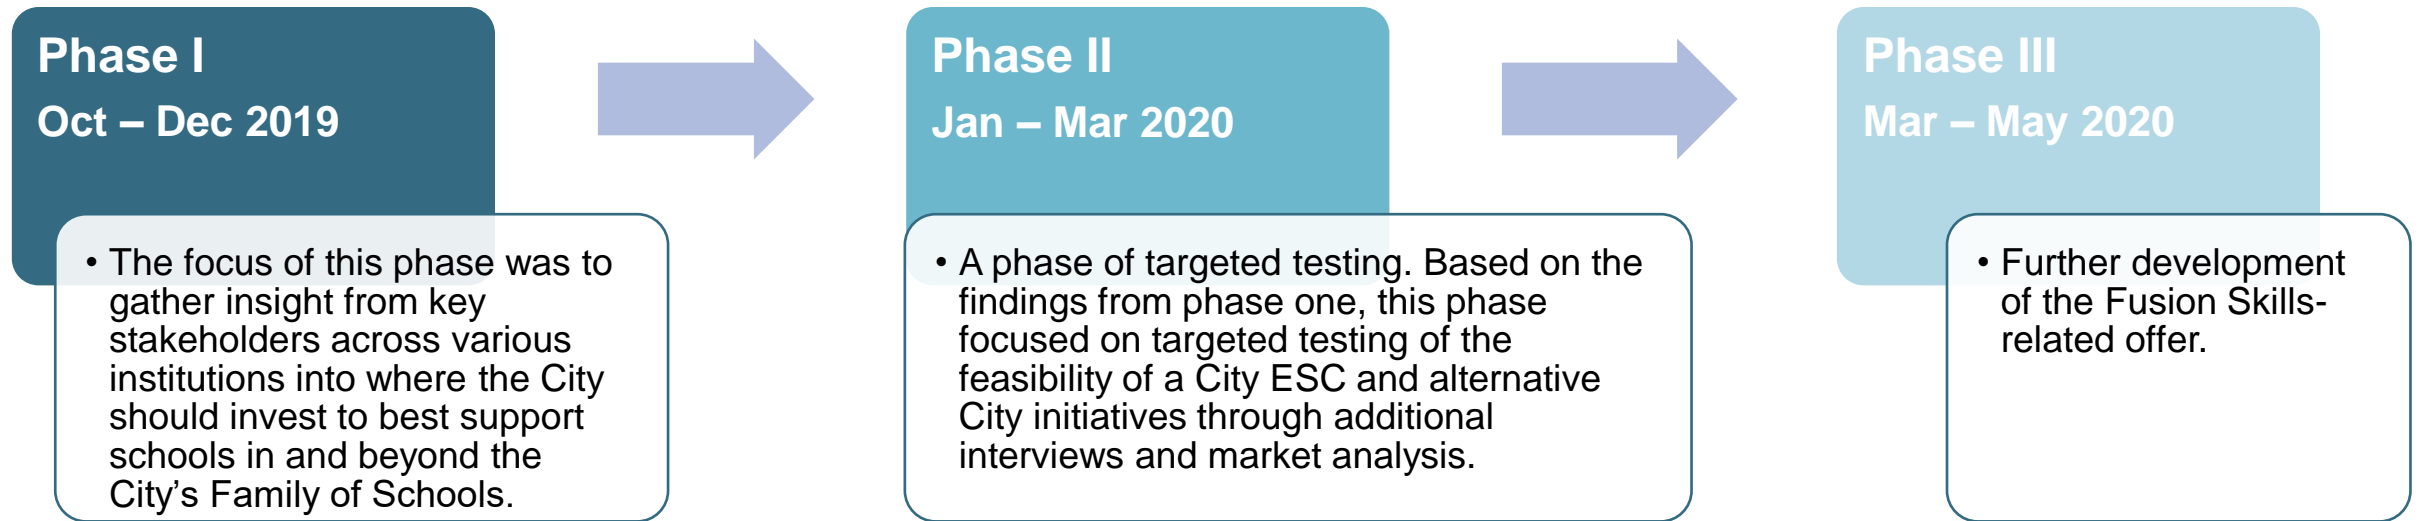 Phase I
Oct – Dec 2019
• The focus of this phase was to
gather insight from key
stakeholders across various
institutions into where the City
should invest to best support
schools in and beyond the
City’s Family of Schools.
Phase II
Jan – Mar 2020
• A phase of targeted testing. Based on the
findings from phase one, this phase
focused on targeted testing of the
feasibility of a City ESC and alternative
City initiatives through additional
interviews and market analysis.
Phase III
Mar – May 2020
• Further development
of the Fusion Skills-
related offer.